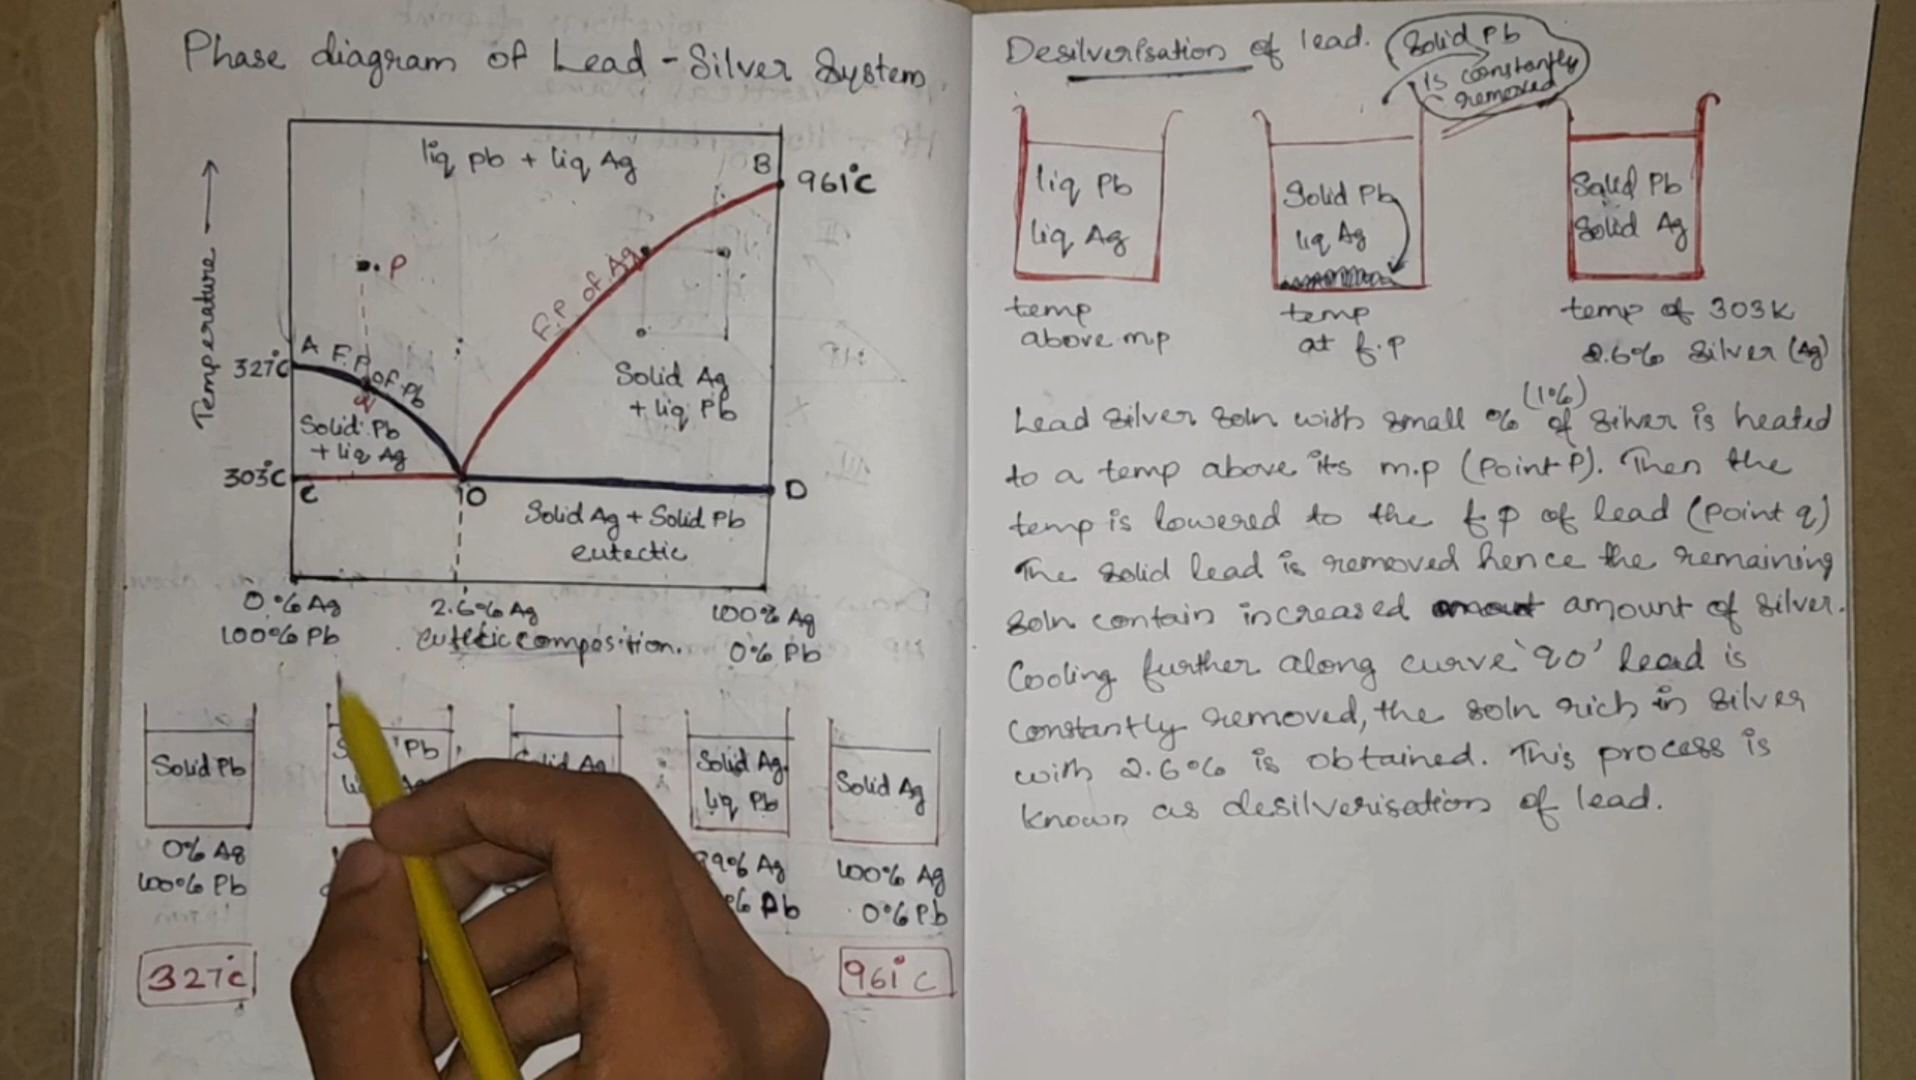 Phase diagram of Lead - Silver System
liq pb + liq Ag
B
961°C
Temperature
P
F.P of Ag
327°C
A F.P of Pb
q
Solid Pb
+ liq Ag
Solid Ag
+ liq Pb
303°C
C
O
D
Solid Ag + Solid Pb
eutectic
0% Ag
100% Pb
2.6% Ag
eutectic composition.
100% Ag
0% Pb
Solid Pb
Pb
Solid Ag
Solid Ag
liq Pb
Solid Ag
0% Ag
100% Pb
Ag
Pb
100% Ag
0% Pb
327°C
961°C
Desilverisation of lead.
Solid Pb
is constantly
removed
liq Pb
liq Ag
Solid Pb
liq Ag
Solid Pb
Solid Ag
temp
above mp
temp
at f.p
temp of 303K
2.6% Silver (Ag)
(1%)
Lead silver soln with small % of silver is heated
to a temp above its m.p (Point P). Then the
temp is lowered to the f p of lead (point q)
The solid lead is removed hence the remaining
soln contain increased amount of silver.
Cooling further along curve 'qo' lead is
constantly removed, the soln rich in silver
with 2.6% is obtained. This process is
known as desilverisation of lead.